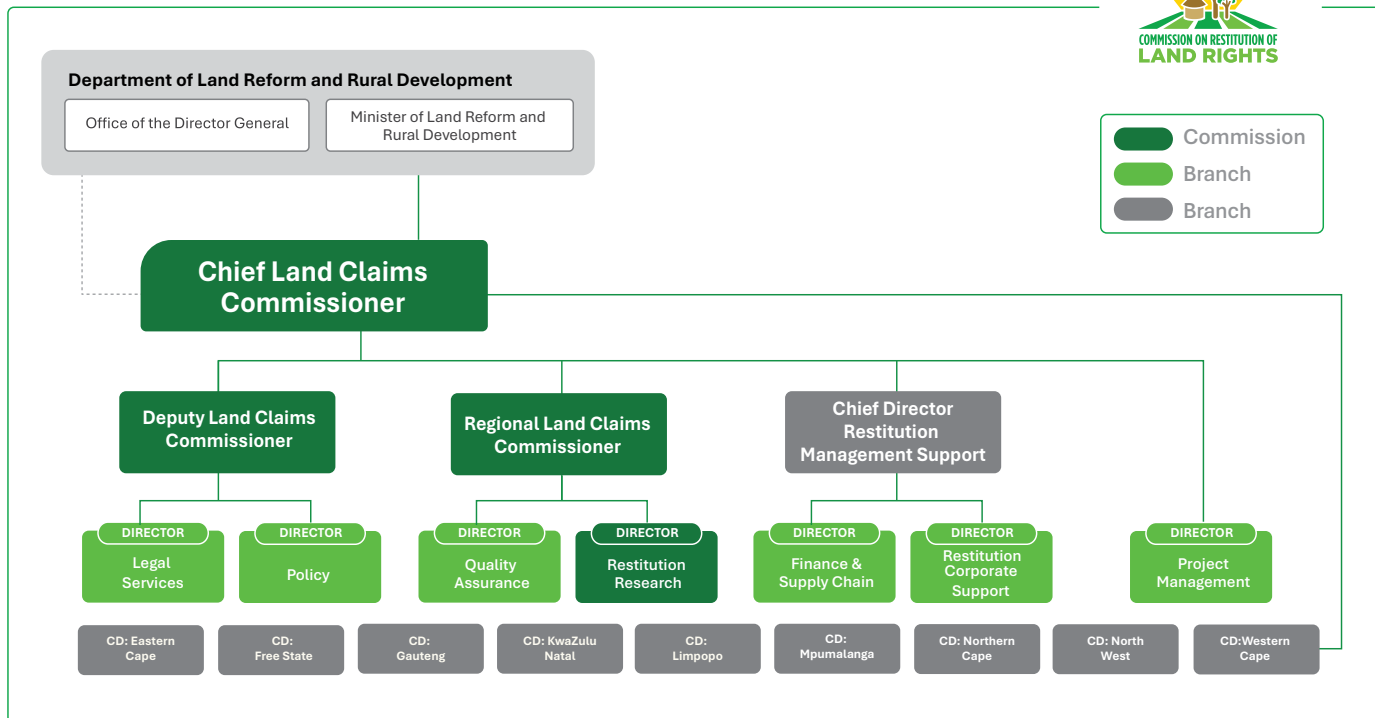 COMMISSION ON RESTITUTION OF
LAND RIGHTS
Department of Land Reform and Rural Development
Office of the Director General
Minister of Land Reform and
Rural Development
Commission
Branch
Branch
Chief Land Claims
Commissioner
Deputy Land Claims
Commissioner
Regional Land Claims
Commissioner
Chief Director
Restitution
Management Support
DIRECTOR
Legal
Services
DIRECTOR
Policy
DIRECTOR
Quality
Assurance
DIRECTOR
Restitution
Research
DIRECTOR
Finance &
Supply Chain
DIRECTOR
Restitution
Corporate
Support
DIRECTOR
Project
Management
CD: Eastern
Cape
CD:
Free State
CD:
Gauteng
CD: KwaZulu
Natal
CD:
Limpopo
CD:
Mpumalanga
CD: Northern
Cape
CD: North
West
CD:Western
Cape